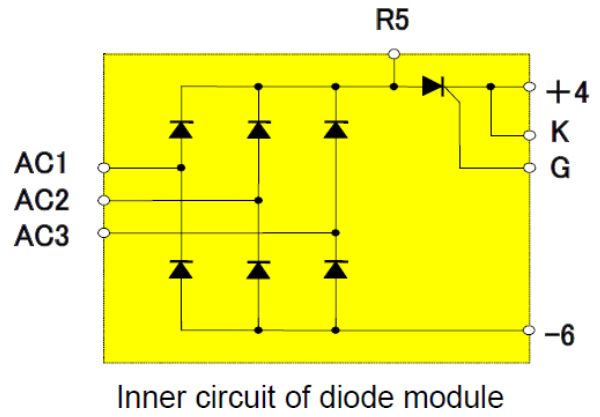 R5
+4
K
AC1
G
AC2
AC3
-6
Inner circuit of diode module